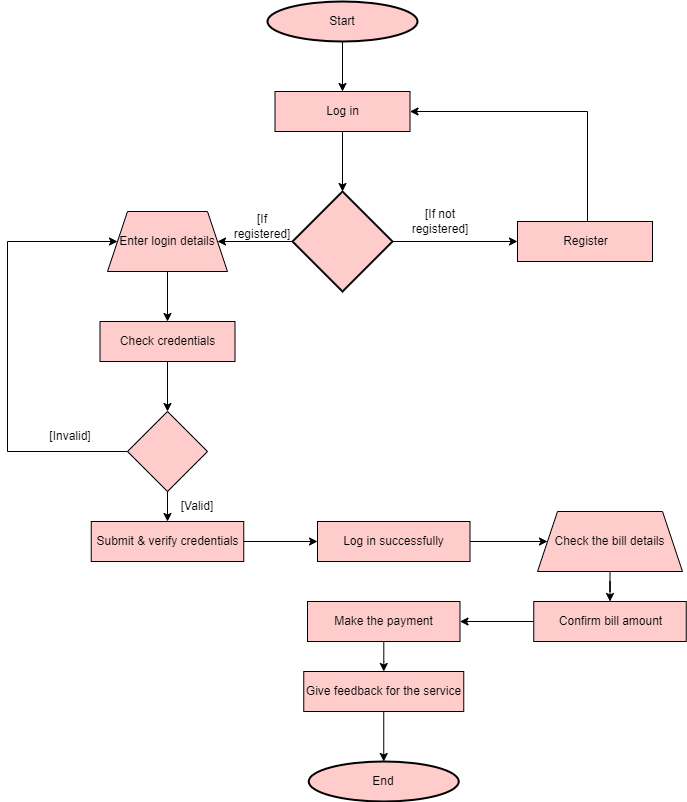 Start
Log in
[If
registered]
[If not
registered]
Enter login details
Register
Check credentials
[Invalid]
[Valid]
Submit & verify credentials
Log in successfully
Check the bill details
Make the payment
Confirm bill amount
Give feedback for the service
End